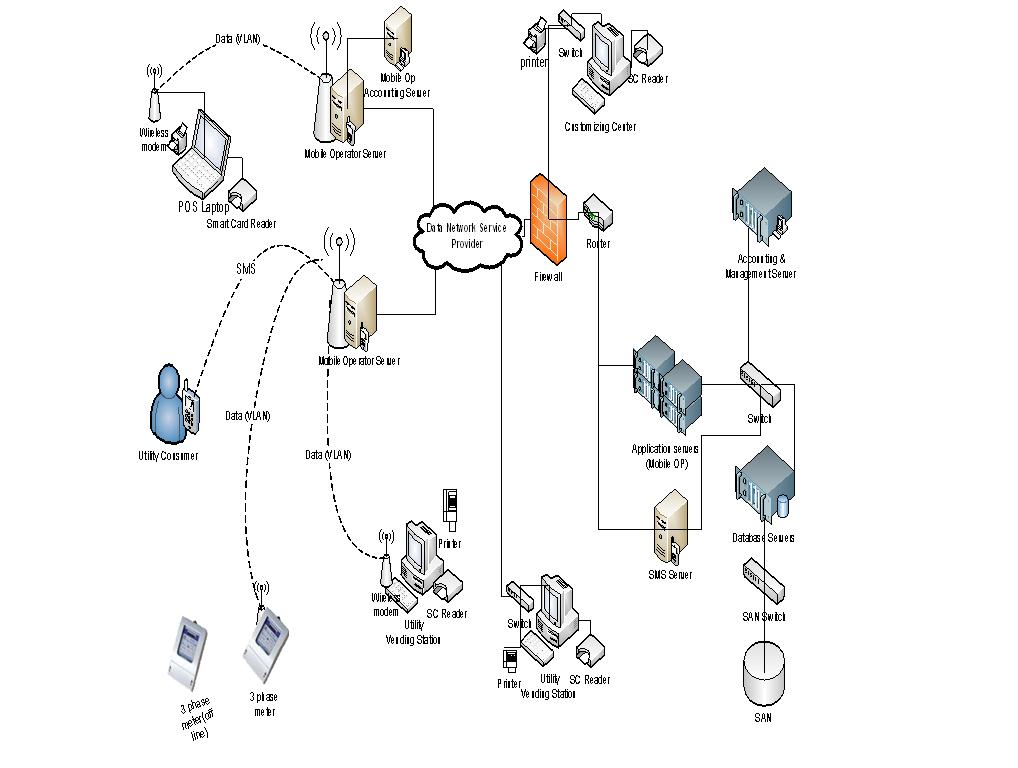 Data (VLAN)
Mobile Op
Accounting Server
Wireless
modem
Mobile Operator Server
POS Laptop
Smart Card Reader
printer
Switch
SC Reader
Customizing Center
Data Network Service
Provider
Firewall
Router
Accounting &
Management Server
SMS
Mobile Operator Server
Utility Consumer
Data (VLAN)
Data (VLAN)
Application servers
(Mobile OP)
Switch
Database Servers
SMS Server
Printer
Wireless
modem
SC Reader
Utility
Vending Station
Switch
Printer
Utility
Vending Station
SC Reader
SAN Switch
SAN
3 phase
meter(off
line)
3 phase
meter